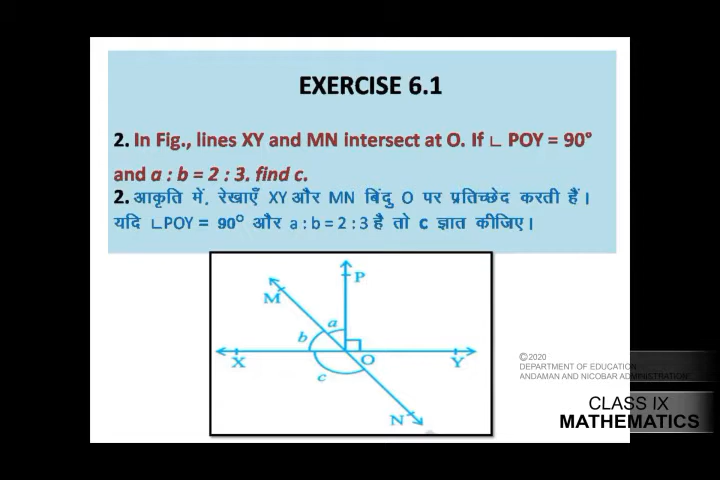 EXERCISE 6.1
2. In Fig., lines XY and MN intersect at O. If ∟ POY = 90°
and a : b = 2 : 3. find c.
2. आकृति में, रेखाएँ XY और MN बिंदु O पर प्रतिच्छेद करती हैं।
यदि ∟POY = 90° और a : b = 2 : 3 है तो c ज्ञात कीजिए।
P
M
a
b
X
O
Y
c
N
©2020
DEPARTMENT OF EDUCATION
ANDAMAN AND NICOBAR ADMINISTRATION
CLASS IX
MATHEMATICS